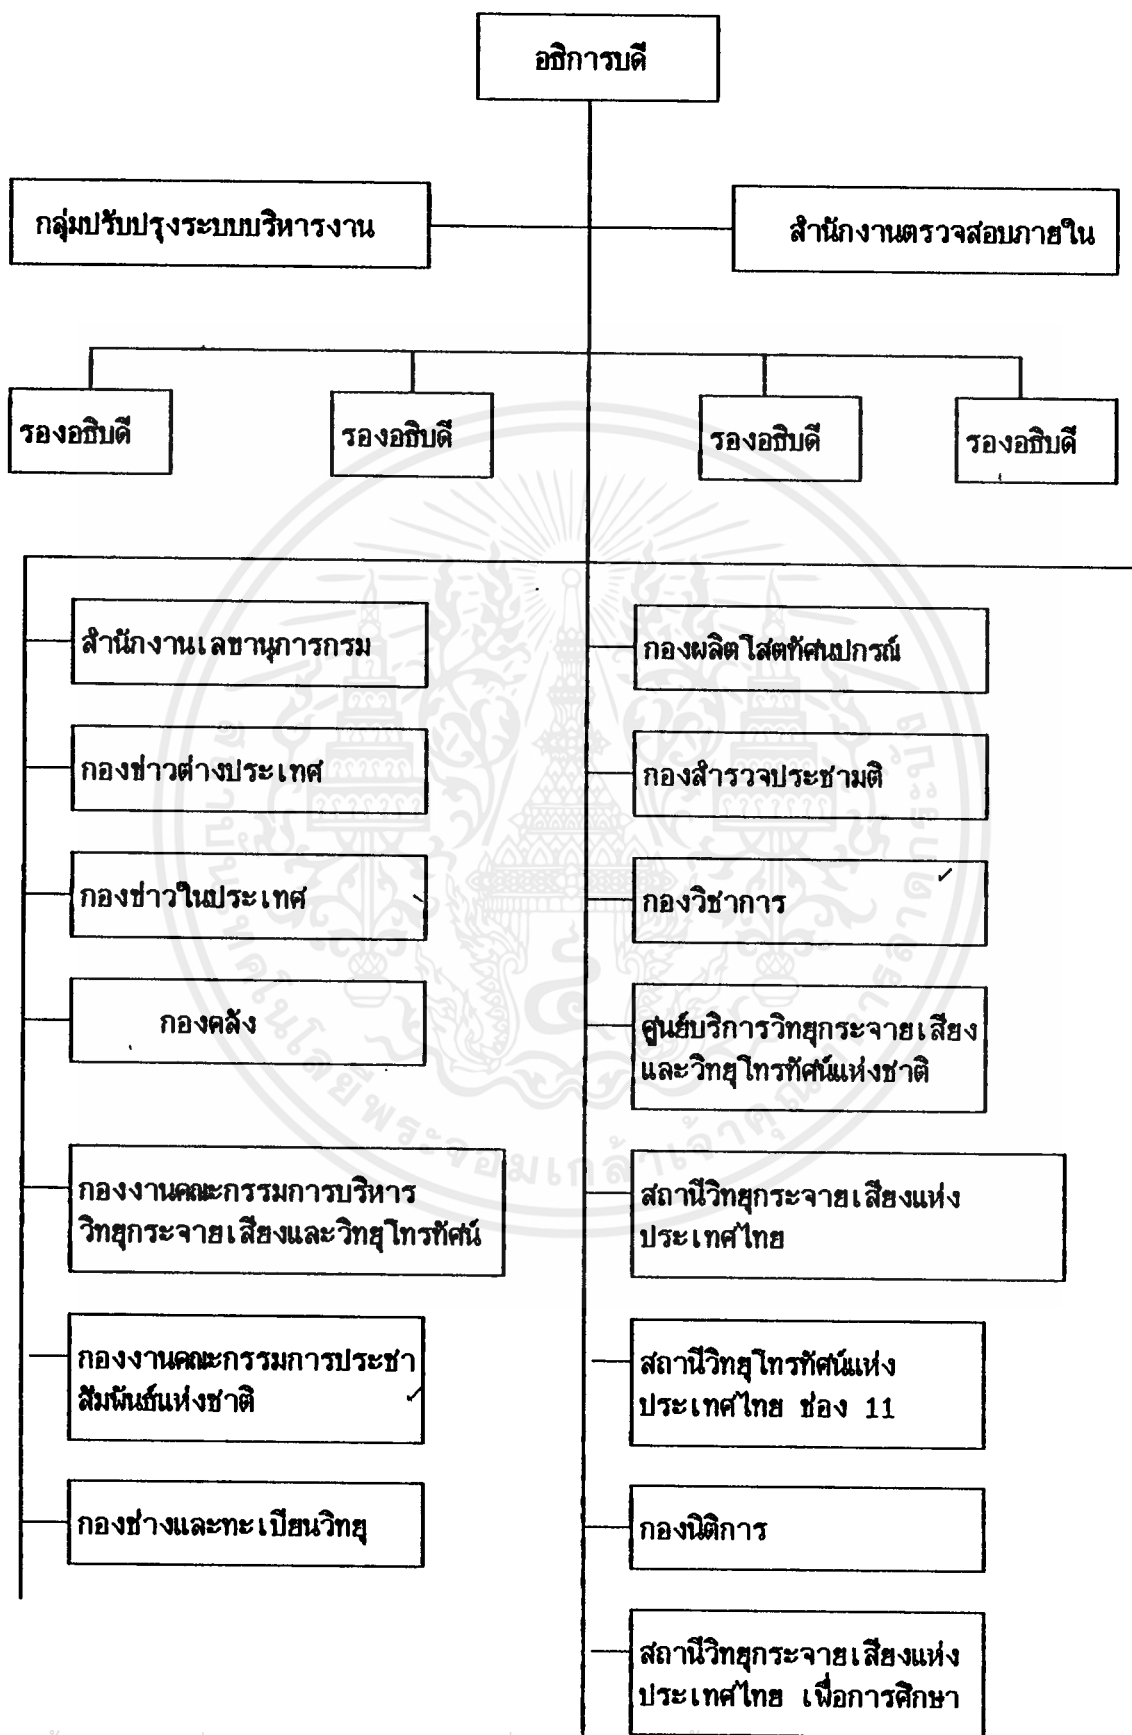 อธิการบดี
กลุ่มปรับปรุงระบบบริหารงาน
สำนักงานตรวจสอบภายใน
รองอธิบดี
รองอธิบดี
รองอธิบดี
รองอธิบดี
สำนักงานเลขานุการกรม
กองข่าวต่างประเทศ
กองข่าวในประเทศ
กองคลัง
กองงานคณะกรรมการบริหาร
วิทยุกระจายเสียงและวิทยุโทรทัศน์
กองงานคณะกรรมการประชา
สัมพันธ์แห่งชาติ
กองช่างและทะเบียนวิทยุ
กองผลิตโสตทัศนปกรณ์
กองสำรวจประชามติ
กองวิชาการ
ศูนย์บริการวิทยุกระจายเสียง
และวิทยุโทรทัศน์แห่งชาติ
สถานีวิทยุกระจายเสียงแห่ง
ประเทศไทย
สถานีวิทยุโทรทัศน์แห่ง
ประเทศไทย ช่อง 11
กองนิติการ
สถานีวิทยุกระจายเสียงแห่ง
ประเทศไทย เพื่อการศึกษา